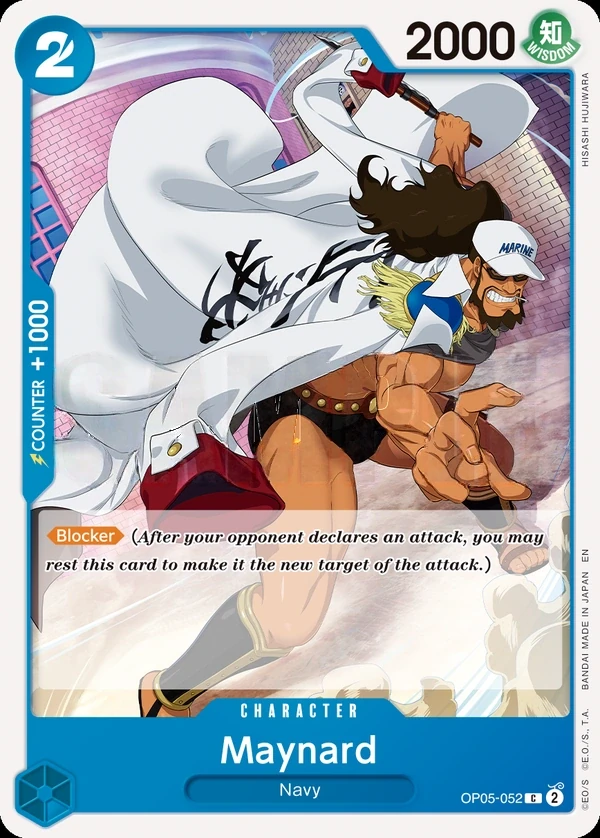 2
2000
知
WISDOM
HISASHI HUJIWARA
MARINE
COUNTER +1000
SAMPLE
Blocker (After your opponent declares an attack, you may
rest this card to make it the new target of the attack.)
CHARACTER
Maynard
Navy
OP05-052 C 2
©EO/S ©E.O./S., T.A. BANDAI MADE IN JAPAN EN